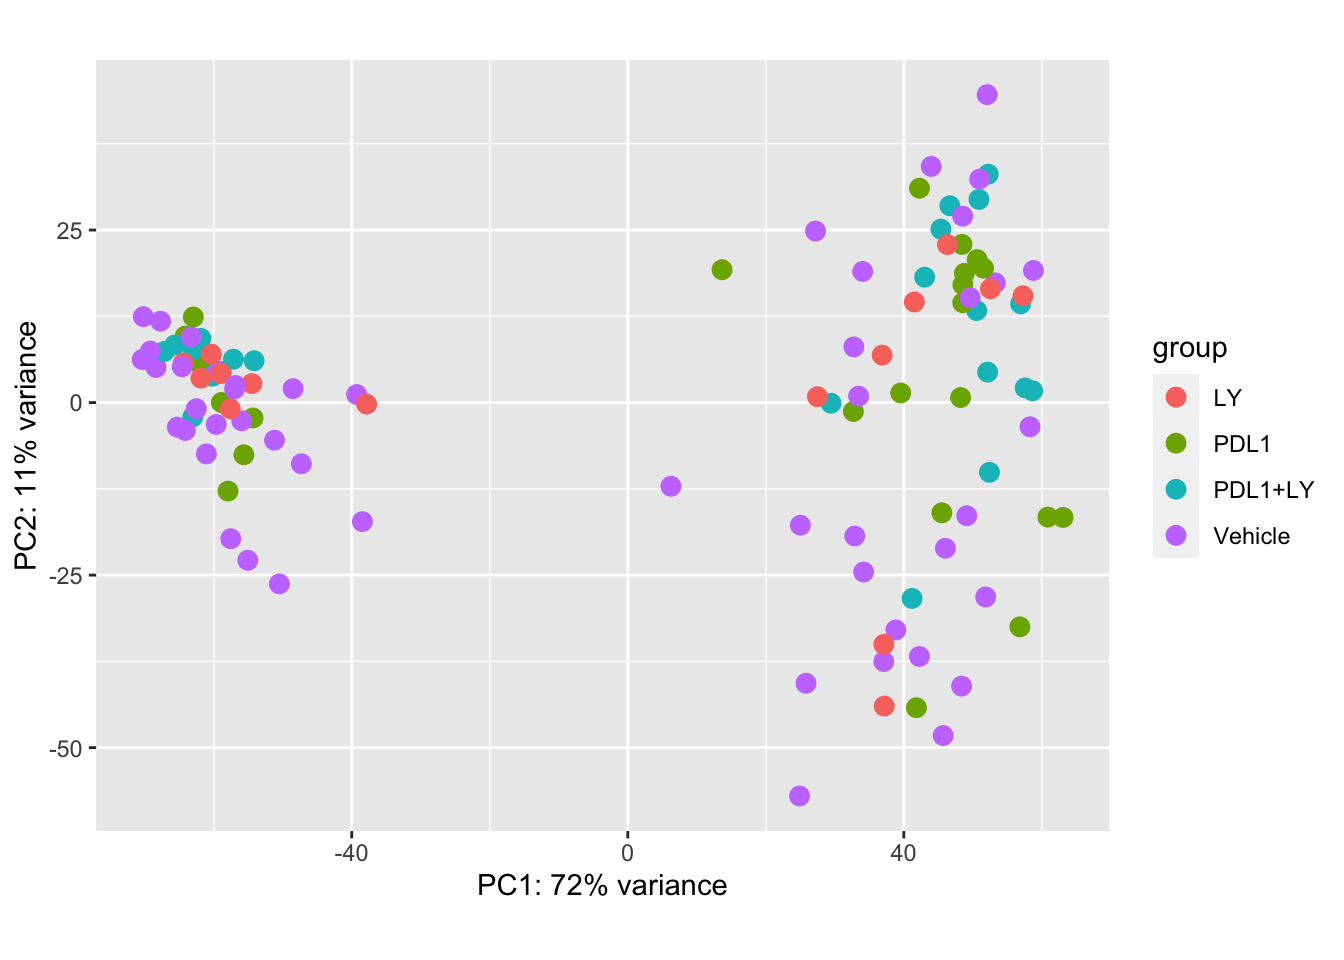 25
0
-25
-50
-40
0
40
PC1: 72% variance
PC2: 11% variance
group
LY
PDL1
PDL1+LY
Vehicle